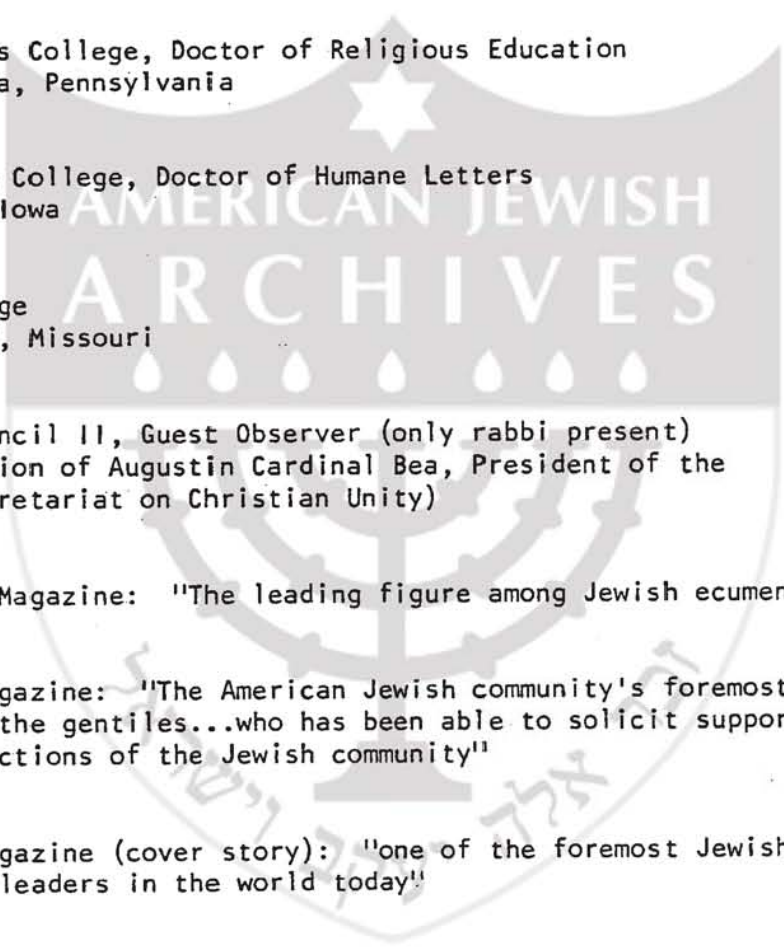 s College, Doctor of Religious Education
a, Pennsylvania
College, Doctor of Humane Letters
Iowa
AMERICAN JEWISH
ARCHIVES
ge
, Missouri
ncil II, Guest Observer (only rabbi present)
ion of Augustin Cardinal Bea, President of the
retariat on Christian Unity)
Magazine: "The leading figure among Jewish ecumen
gazine: "The American Jewish community's foremost
the gentiles...who has been able to solicit suppor
ctions of the Jewish community"
gazine (cover story): "one of the foremost Jewish
leaders in the world today"
אלה יעקב וישראל